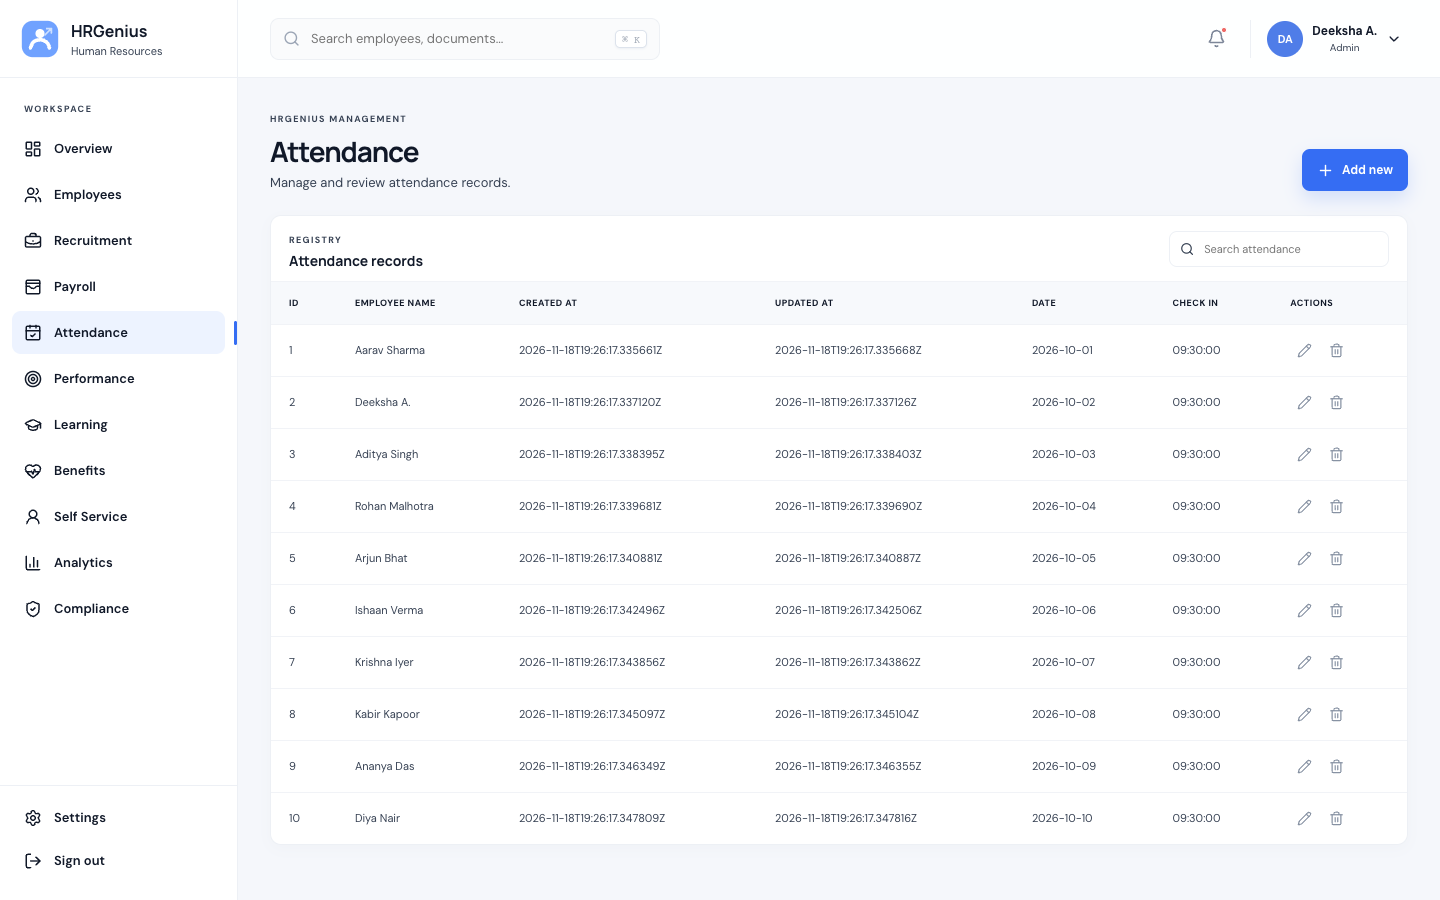 HRGenius
Human Resources
Search employees, documents...
⌘ K
DA
Deeksha A.
Admin
WORKSPACE
Overview
Employees
Recruitment
Payroll
Attendance
Performance
Learning
Benefits
Self Service
Analytics
Compliance
Settings
Sign out
HRGENIUS MANAGEMENT
Attendance
Manage and review attendance records.
Add new
REGISTRY
Attendance records
Search attendance
ID EMPLOYEE NAME CREATED AT UPDATED AT DATE CHECK IN ACTIONS
1 Aarav Sharma 2026-11-18T19:26:17.335661Z 2026-11-18T19:26:17.335668Z 2026-10-01 09:30:00
2 Deeksha A. 2026-11-18T19:26:17.337120Z 2026-11-18T19:26:17.337126Z 2026-10-02 09:30:00
3 Aditya Singh 2026-11-18T19:26:17.338395Z 2026-11-18T19:26:17.338403Z 2026-10-03 09:30:00
4 Rohan Malhotra 2026-11-18T19:26:17.339681Z 2026-11-18T19:26:17.339690Z 2026-10-04 09:30:00
5 Arjun Bhat 2026-11-18T19:26:17.340881Z 2026-11-18T19:26:17.340887Z 2026-10-05 09:30:00
6 Ishaan Verma 2026-11-18T19:26:17.342496Z 2026-11-18T19:26:17.342506Z 2026-10-06 09:30:00
7 Krishna Iyer 2026-11-18T19:26:17.343856Z 2026-11-18T19:26:17.343862Z 2026-10-07 09:30:00
8 Kabir Kapoor 2026-11-18T19:26:17.345097Z 2026-11-18T19:26:17.345104Z 2026-10-08 09:30:00
9 Ananya Das 2026-11-18T19:26:17.346349Z 2026-11-18T19:26:17.346355Z 2026-10-09 09:30:00
10 Diya Nair 2026-11-18T19:26:17.347809Z 2026-11-18T19:26:17.347816Z 2026-10-10 09:30:00